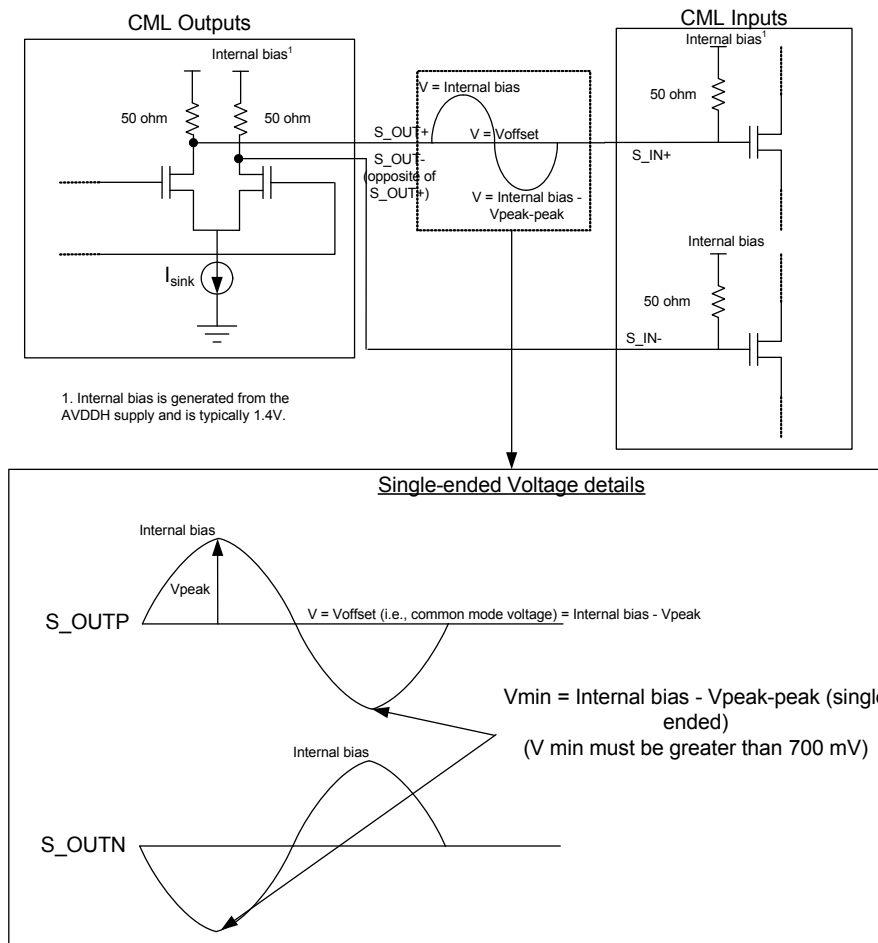 CML Outputs
CML Inputs
Internal bias1
Internal bias1
50 ohm
50 ohm
V = Internal bias
50 ohm
S_OUT+
V = Voffset
S_IN+
S_OUT-
(opposite of
S_OUT+)
V = Internal bias -
Vpeak-peak
Internal bias
Isink
50 ohm
S_IN-
1. Internal bias is generated from the
AVDDH supply and is typically 1.4V.
Single-ended Voltage details
Internal bias
Vpeak
S_OUTP
V = Voffset (i.e., common mode voltage) = Internal bias - Vpeak
Vmin = Internal bias - Vpeak-peak (single
ended)
(V min must be greater than 700 mV)
Internal bias
S_OUTN